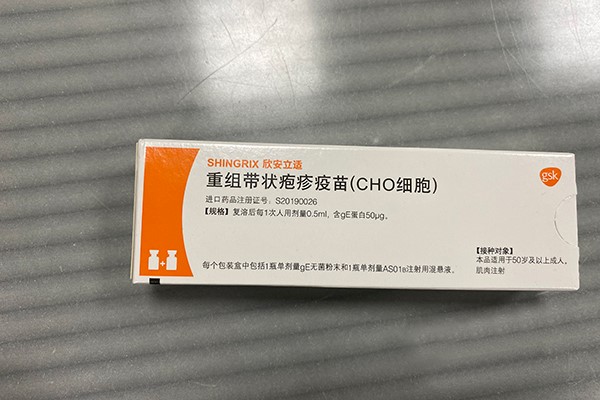 SHINGRIX 欣安立适
重组带状疱疹疫苗(CHO细胞)
进口药品注册证号：S20190026
【规格】复溶后每1次人用剂量0.5ml，含gE蛋白50μg。
gsk
【接种对象】
本品适用于50岁及以上成人。
肌肉注射
每个包装盒中包括1瓶单剂量gE无菌粉末和1瓶单剂量AS01B注射用混悬液。